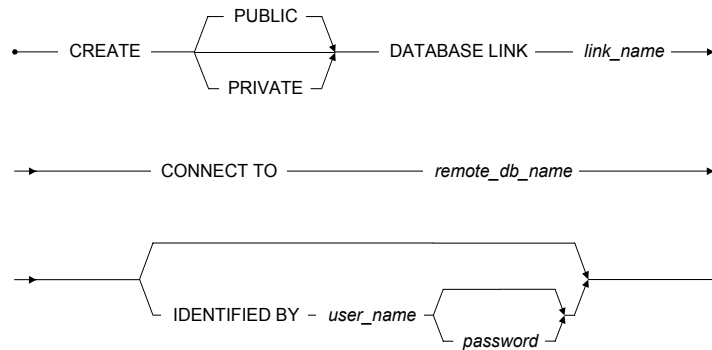 PUBLIC
CREATE DATABASE LINK link_name
PRIVATE
CONNECT TO remote_db_name
IDENTIFIED BY user_name
password